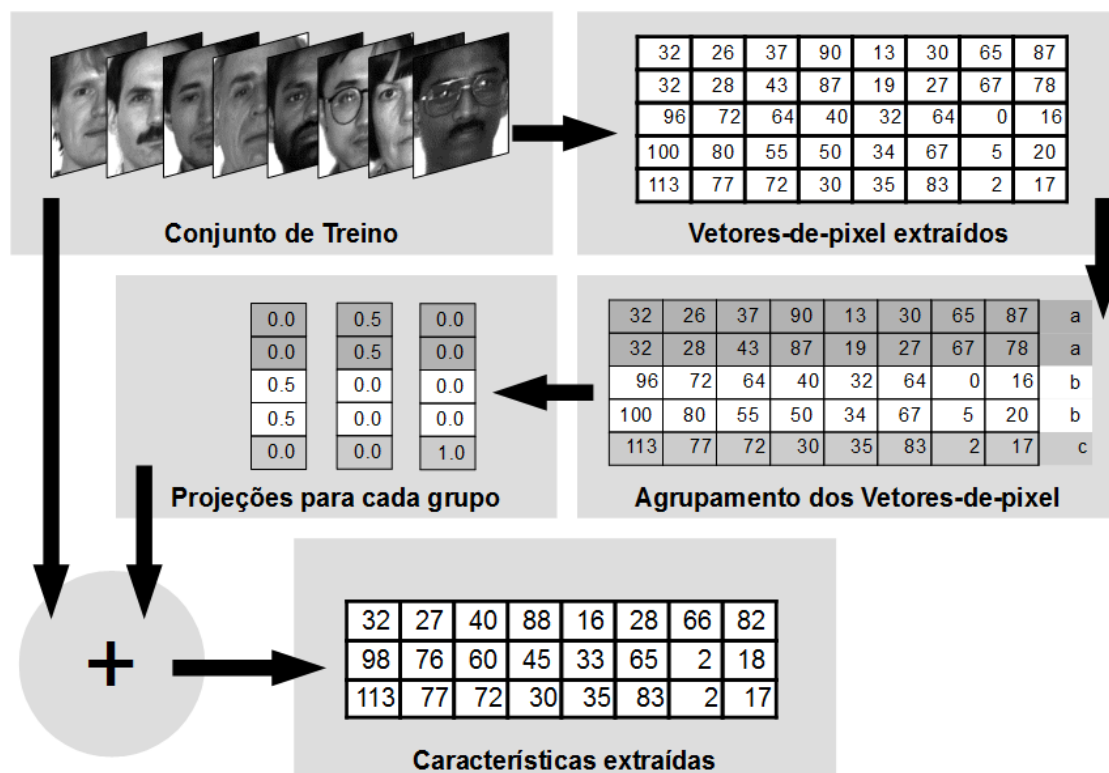 32 26 37 90 13 30 65 87
32 28 43 87 19 27 67 78
96 72 64 40 32 64 0 16
100 80 55 50 34 67 5 20
113 77 72 30 35 83 2 17
Conjunto de Treino
Vetores-de-pixel extraídos
0.0 0.5 0.0
0.0 0.5 0.0
0.5 0.0 0.0
0.5 0.0 0.0
0.0 0.0 1.0
Projeções para cada grupo
32 26 37 90 13 30 65 87 a
32 28 43 87 19 27 67 78 a
96 72 64 40 32 64 0 16 b
100 80 55 50 34 67 5 20 b
113 77 72 30 35 83 2 17 c
Agrupamento dos Vetores-de-pixel
+
32 27 40 88 16 28 66 82
98 76 60 45 33 65 2 18
113 77 72 30 35 83 2 17
Características extraídas